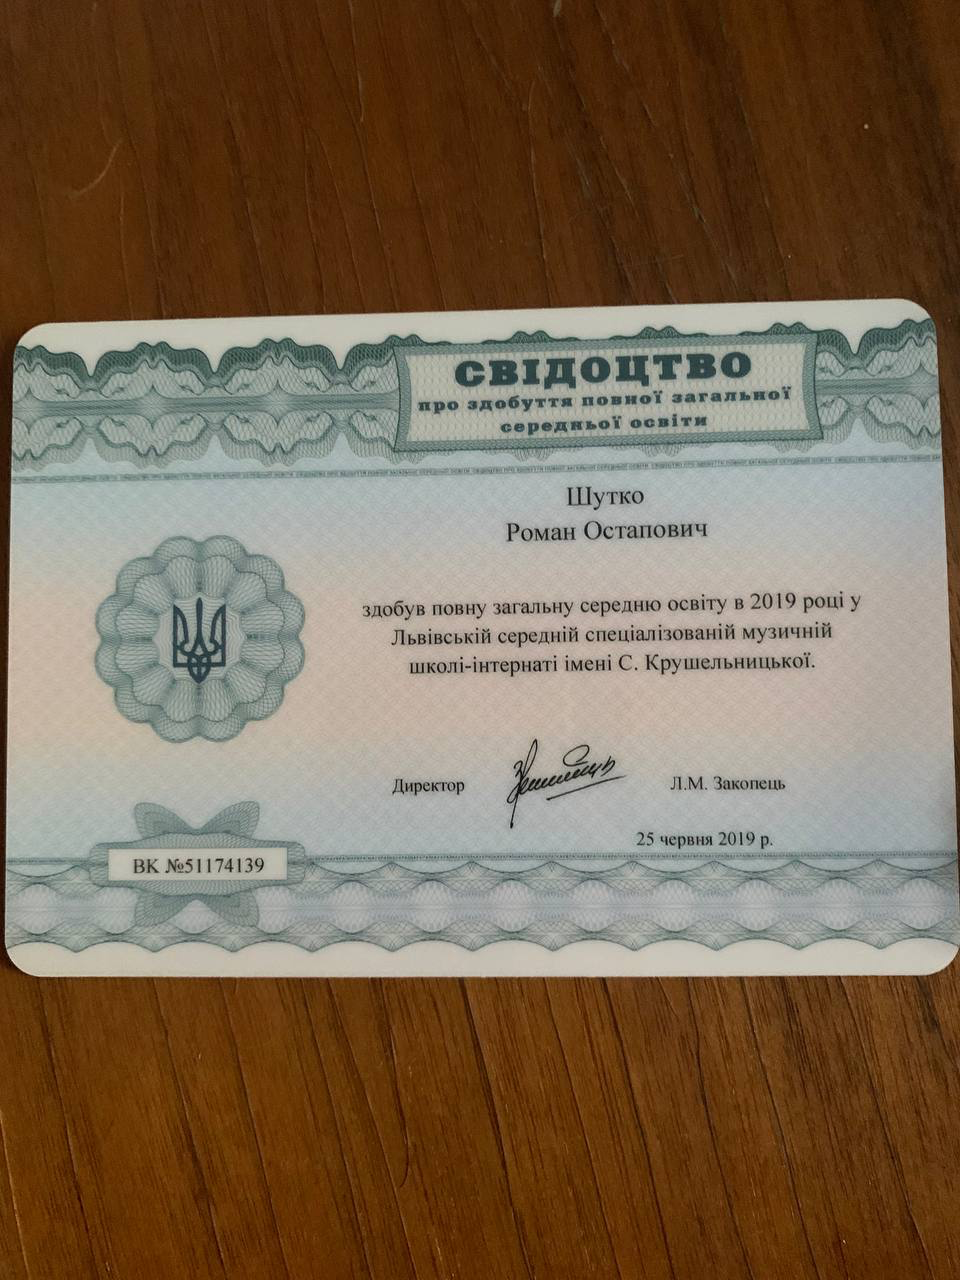 СВІДОЦТВО
про здобуття повної загальної
середньої освіти
Шутко
Роман Остапович
здобув повну загальну середню освіту в 2019 році у
Львівській середній спеціалізованій музичній
школі-інтернаті імені С. Крушельницької.
Директор Л.М. Закопець
25 червня 2019 р.
ВК №51174139